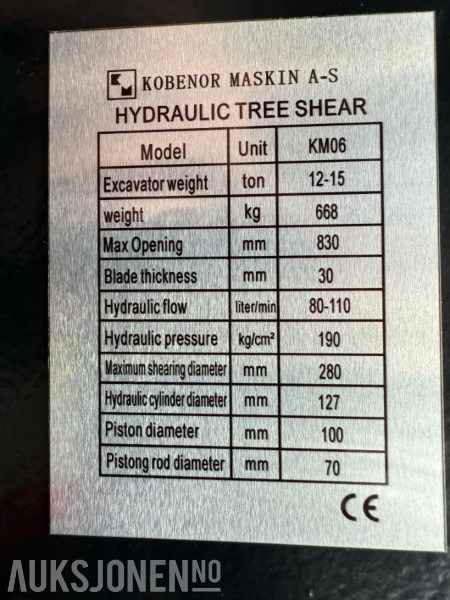 KM KOBENOR MASKIN A-S
HYDRAULIC TREE SHEAR
Model Unit KM06
Excavator weight ton 12-15
weight kg 668
Max Opening mm 830
Blade thickness mm 30
Hydraulic flow liter/min 80-110
Hydraulic pressure kg/cm² 190
Maximum shearing diameter mm 280
Hydraulic cylinder diameter mm 127
Piston diameter mm 100
Pistong rod diameter mm 70
CE
AUKSJONEN.NO